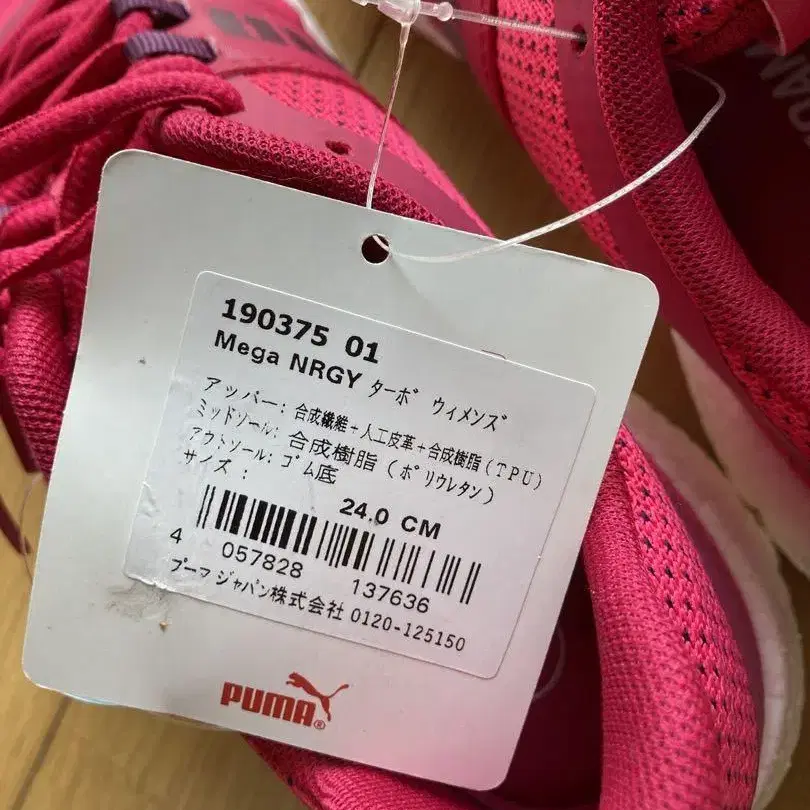 190375 01
Mega NRGY ターボ ウィメンズ
アッパー: 合成繊維+人工皮革+合成樹脂(TPU)
ミッドソール: 合成樹脂(ポリウレタン)
アウトソール: ゴム底
サイズ:
24.0 CM
4 057828 137636
プーマ ジャパン株式会社 0120-125150
PUMA®